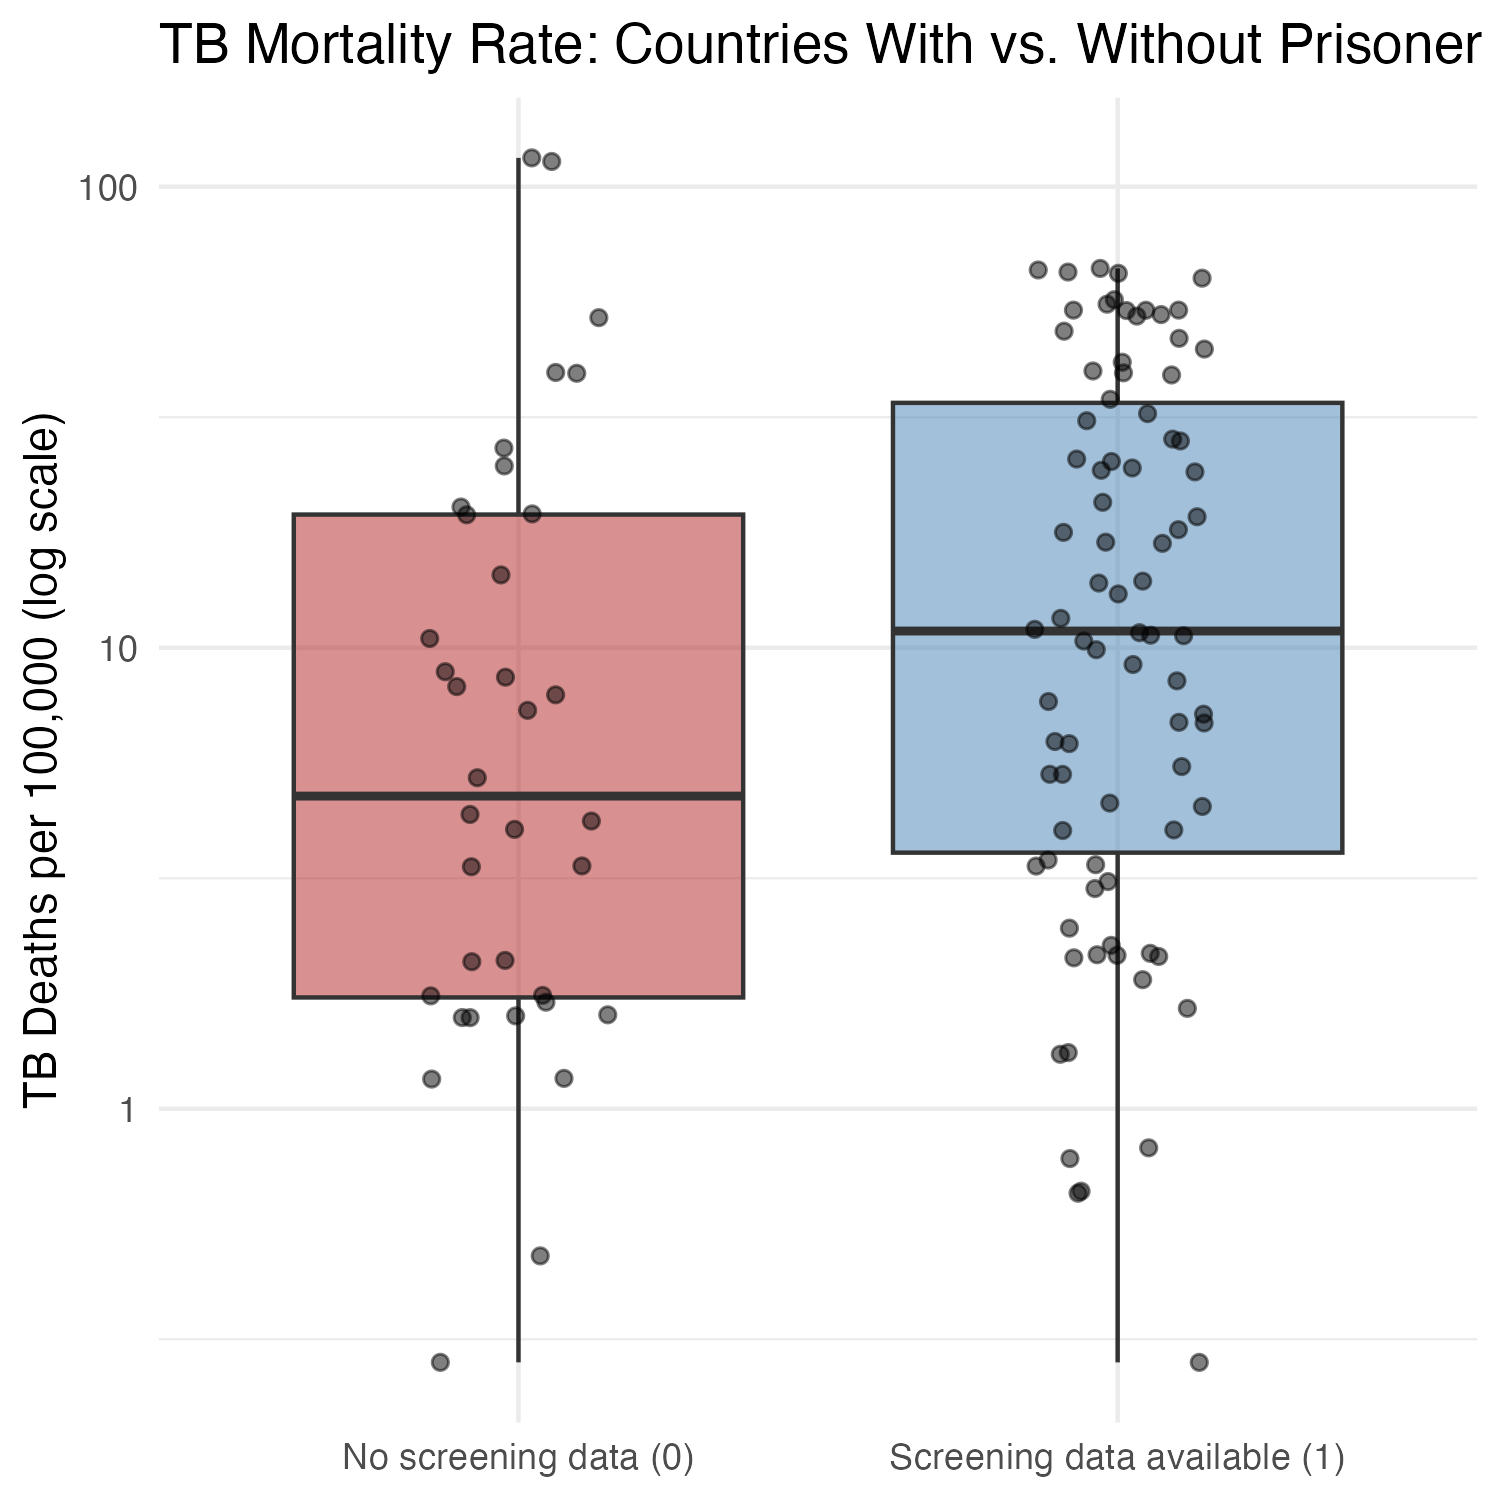 TB Mortality Rate: Countries With vs. Without Prisoner
TB Deaths per 100,000 (log scale)
100
10
1
No screening data (0)
Screening data available (1)